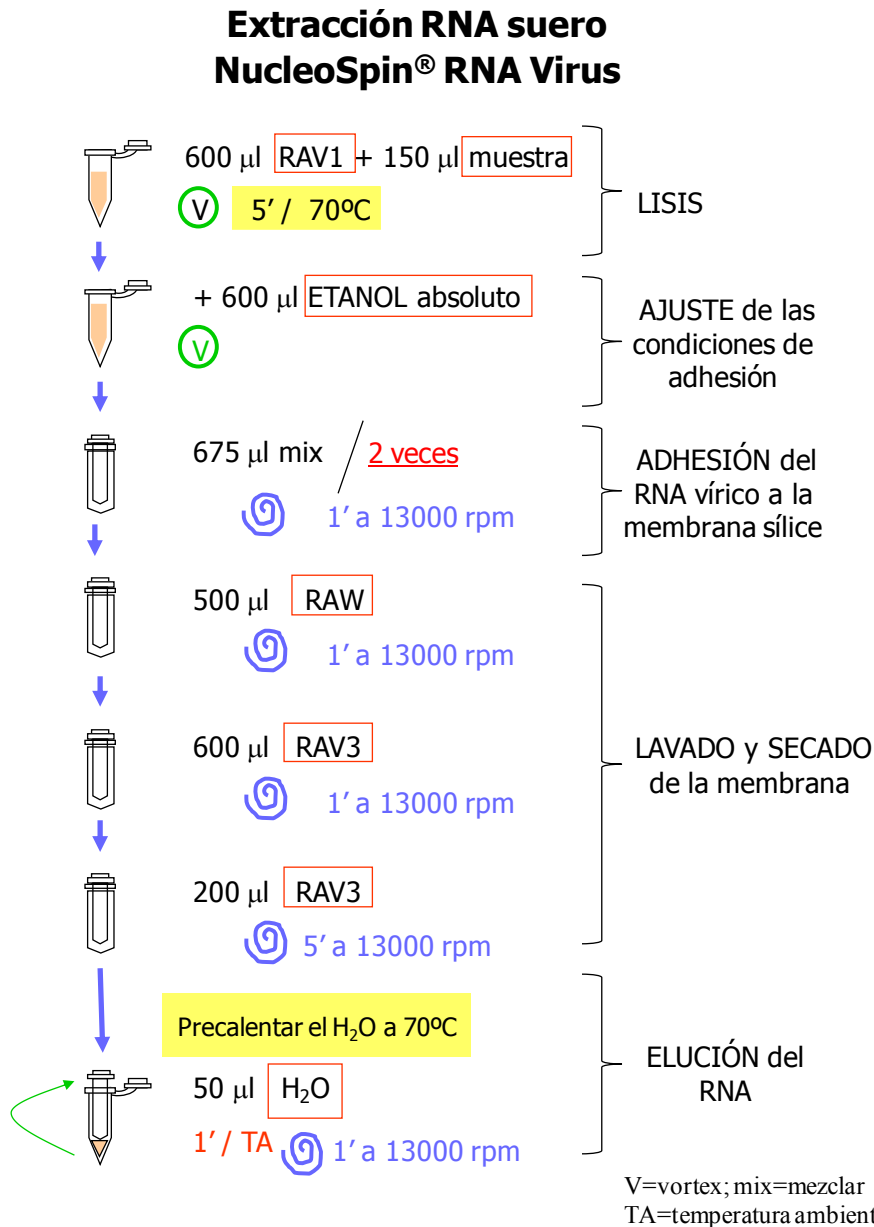 Extracción RNA suero
NucleoSpin® RNA Virus
600 μl RAV1 + 150 μl muestra
V 5’ / 70ºC
LISIS
+ 600 μl ETANOL absoluto
V
AJUSTE de las
condiciones de
adhesión
675 μl mix / 2 veces
1’ a 13000 rpm
ADHESIÓN del
RNA vírico a la
membrana sílice
500 μl RAW
1’ a 13000 rpm
600 μl RAV3
1’ a 13000 rpm
LAVADO y SECADO
de la membrana
200 μl RAV3
5’ a 13000 rpm
Precalentar el H₂O a 70ºC
50 μl H₂O
1’ / TA 1’ a 13000 rpm
ELUCIÓN del
RNA
V=vortex; mix=mezclar
TA=temperatura ambient